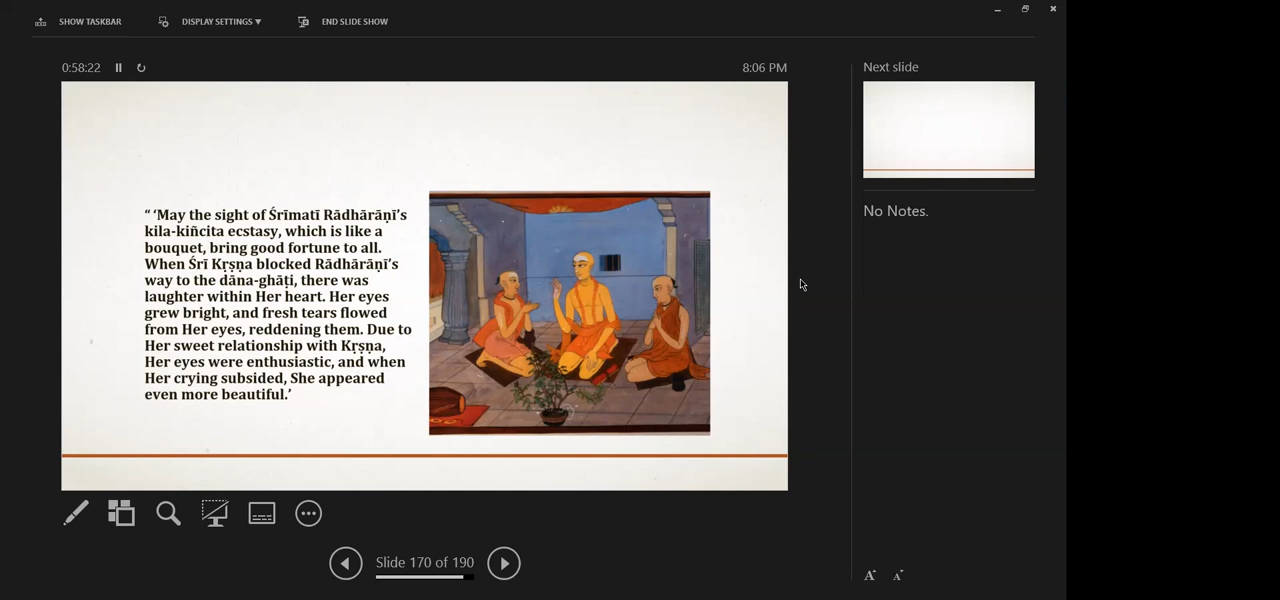 SHOW TASKBAR
DISPLAY SETTINGS ▼
END SLIDE SHOW
0:58:22
8:06 PM
Next slide
“ ‘May the sight of Śrīmatī Rādhārāṇī’s
kila-kiñcita ecstasy, which is like a
bouquet, bring good fortune to all.
When Śrī Kṛṣṇa blocked Rādhārāṇī’s
way to the dāna-ghāṭi, there was
laughter within Her heart. Her eyes
grew bright, and fresh tears flowed
from Her eyes, reddening them. Due to
Her sweet relationship with Kṛṣṇa,
Her eyes were enthusiastic, and when
Her crying subsided, She appeared
even more beautiful.’
No Notes.
Slide 170 of 190
A A